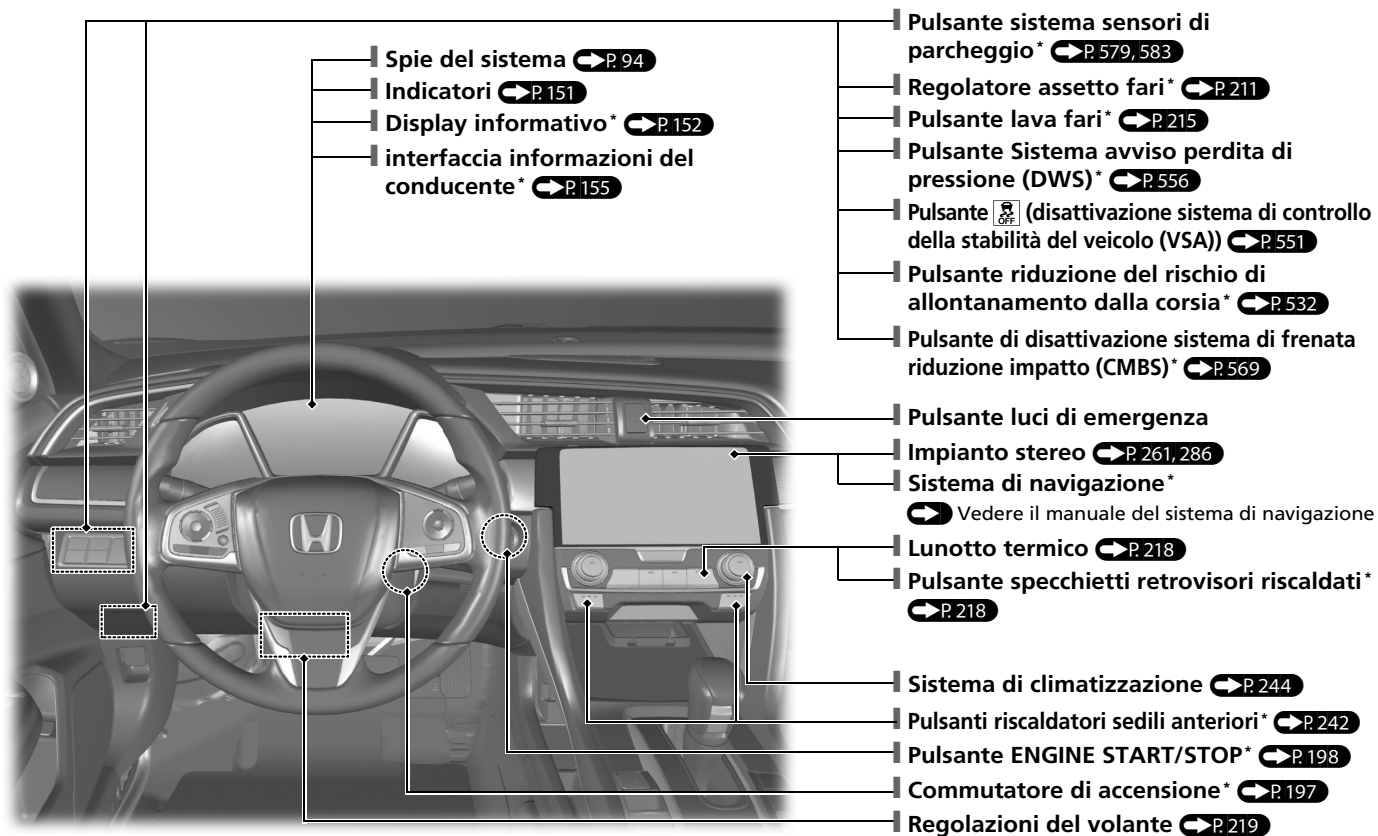 Spie del sistema P. 94
Indicatori P. 151
Display informativo* P. 152
interfaccia informazioni del
conducente* P. 155
Pulsante sistema sensori di
parcheggio* P. 579, 583
Regolatore assetto fari* P. 211
Pulsante lava fari* P. 215
Pulsante Sistema avviso perdita di
pressione (DWS)* P. 556
Pulsante OFF (disattivazione sistema di controllo
della stabilità del veicolo (VSA)) P. 551
Pulsante riduzione del rischio di
allontanamento dalla corsia* P. 532
Pulsante di disattivazione sistema di frenata
riduzione impatto (CMBS)* P. 569
Pulsante luci di emergenza
Impianto stereo P. 261, 286
Sistema di navigazione*
Vedere il manuale del sistema di navigazione
Lunotto termico P. 218
Pulsante specchietti retrovisori riscaldati*
P. 218
Sistema di climatizzazione P. 244
Pulsanti riscaldatori sedili anteriori* P. 242
Pulsante ENGINE START/STOP* P. 198
Commutatore di accensione* P. 197
Regolazioni del volante P. 219